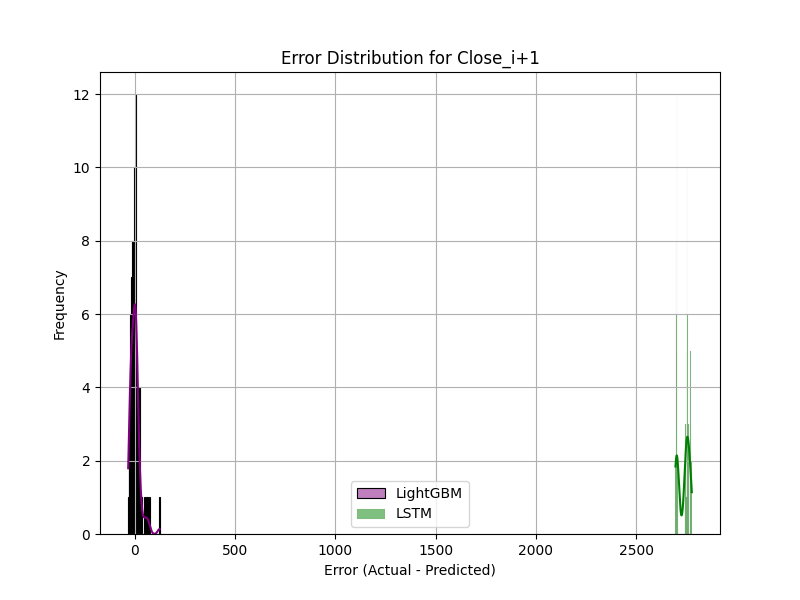 Error Distribution for Close_i+1
Frequency
12
10
8
6
4
2
0
LightGBM
LSTM
0 500 1000 1500 2000 2500
Error (Actual - Predicted)